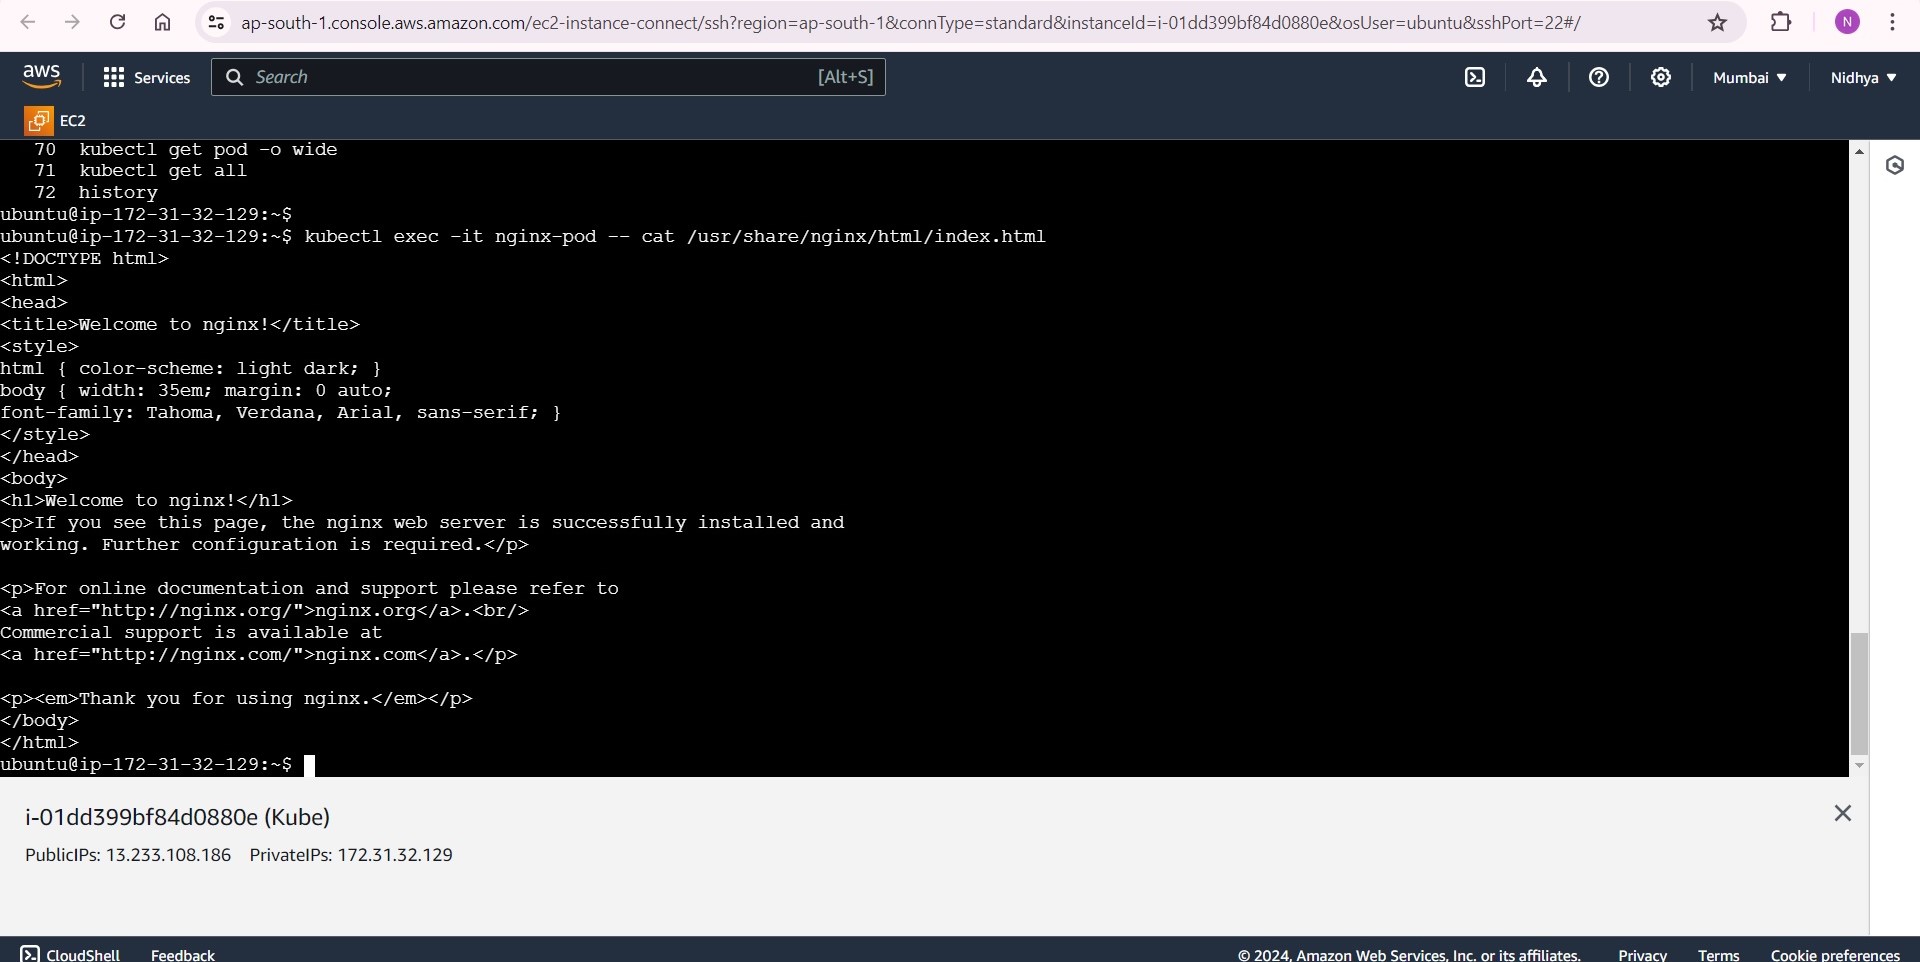 ap-south-1.console.aws.amazon.com/ec2-instance-connect/ssh?region=ap-south-1&connType=standard&instanceId=i-01dd399bf84d0880e&osUser=ubuntu&sshPort=22#/
N
aws
Services
Search
[Alt+S]
Mumbai
Nidhya
EC2
70 kubectl get pod -o wide
71 kubectl get all
72 history
ubuntu@ip-172-31-32-129:~$
ubuntu@ip-172-31-32-129:~$ kubectl exec -it nginx-pod -- cat /usr/share/nginx/html/index.html
<!DOCTYPE html>
<html>
<head>
<title>Welcome to nginx!</title>
<style>
html { color-scheme: light dark; }
body { width: 35em; margin: 0 auto;
font-family: Tahoma, Verdana, Arial, sans-serif; }
</style>
</head>
<body>
<h1>Welcome to nginx!</h1>
<p>If you see this page, the nginx web server is successfully installed and
working. Further configuration is required.</p>
<p>For online documentation and support please refer to
<a href="http://nginx.org/">nginx.org</a>.<br/>
Commercial support is available at
<a href="http://nginx.com/">nginx.com</a>.</p>
<p><em>Thank you for using nginx.</em></p>
</body>
</html>
ubuntu@ip-172-31-32-129:~$
i-01dd399bf84d0880e (Kube)
PublicIPs: 13.233.108.186 PrivateIPs: 172.31.32.129
CloudShell Feedback © 2024, Amazon Web Services, Inc. or its affiliates. Privacy Terms Cookie preferences